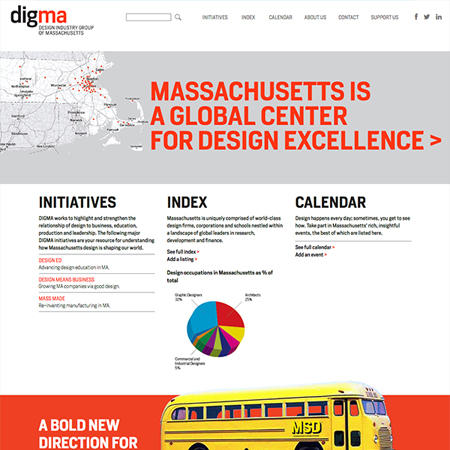 digma
DESIGN INDUSTRY GROUP
OF MASSACHUSETTS
INITIATIVES
INDEX
CALENDAR
ABOUT US
CONTACT
SUPPORT US
MASSACHUSETTS IS
A GLOBAL CENTER
FOR DESIGN EXCELLENCE >
INITIATIVES
DIGMA works to highlight and strengthen the
relationship of design to business, education,
production and leadership. The following major
DIGMA initiatives are your resource for understanding
how Massachusetts design is shaping our world.
DESIGN ED
Advancing design education in MA.
DESIGN MEANS BUSINESS
Growing MA companies via good design.
MASS MADE
Re-inventing manufacturing in MA.
INDEX
Massachusetts is uniquely comprised of world-class
design firms, corporations and schools nestled within
a landscape of global leaders in research,
development and finance.
See full index >
Add a listing >
Design occupations in Massachusetts as % of
total
Graphic Designers
32%
Architects
25%
Commercial and
Industrial Designers
5%
CALENDAR
Design happens every day; sometimes, you get to see
how. Take part in Massachusetts' rich, insightful
events, the best of which are listed here.
See full calendar >
Add an event >
A BOLD NEW
DIRECTION FOR
MSD